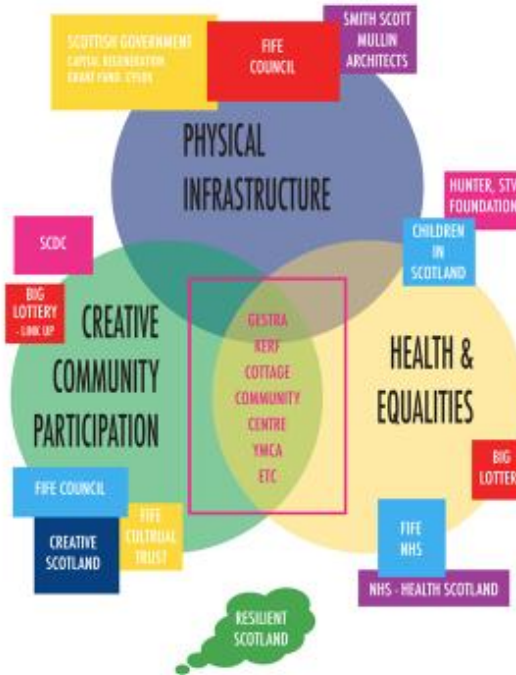 SCOTTISH GOVERNMENT
CAPITAL REGENERATION
GRANT FUND: CPS08
FIFE
COUNCIL
SMITH SCOTT
MULLIN
ARCHITECTS
PHYSICAL
INFRASTRUCTURE
HUNTER, STV
FOUNDATION
CHILDREN
IN
SCOTLAND
SCDC
BIG
LOTTERY
- LINK UP
CREATIVE
COMMUNITY
PARTICIPATION
GESTRA
KERF
COTTAGE
COMMUNITY
CENTRE
YMCA
ETC
HEALTH &
EQUALITIES
BIG
LOTTER
FIFE COUNCIL
CREATIVE
SCOTLAND
FIFE
CULTRUAL
TRUST
FIFE
NHS
NHS - HEALTH SCOTLAND
RESILIENT
SCOTLAND